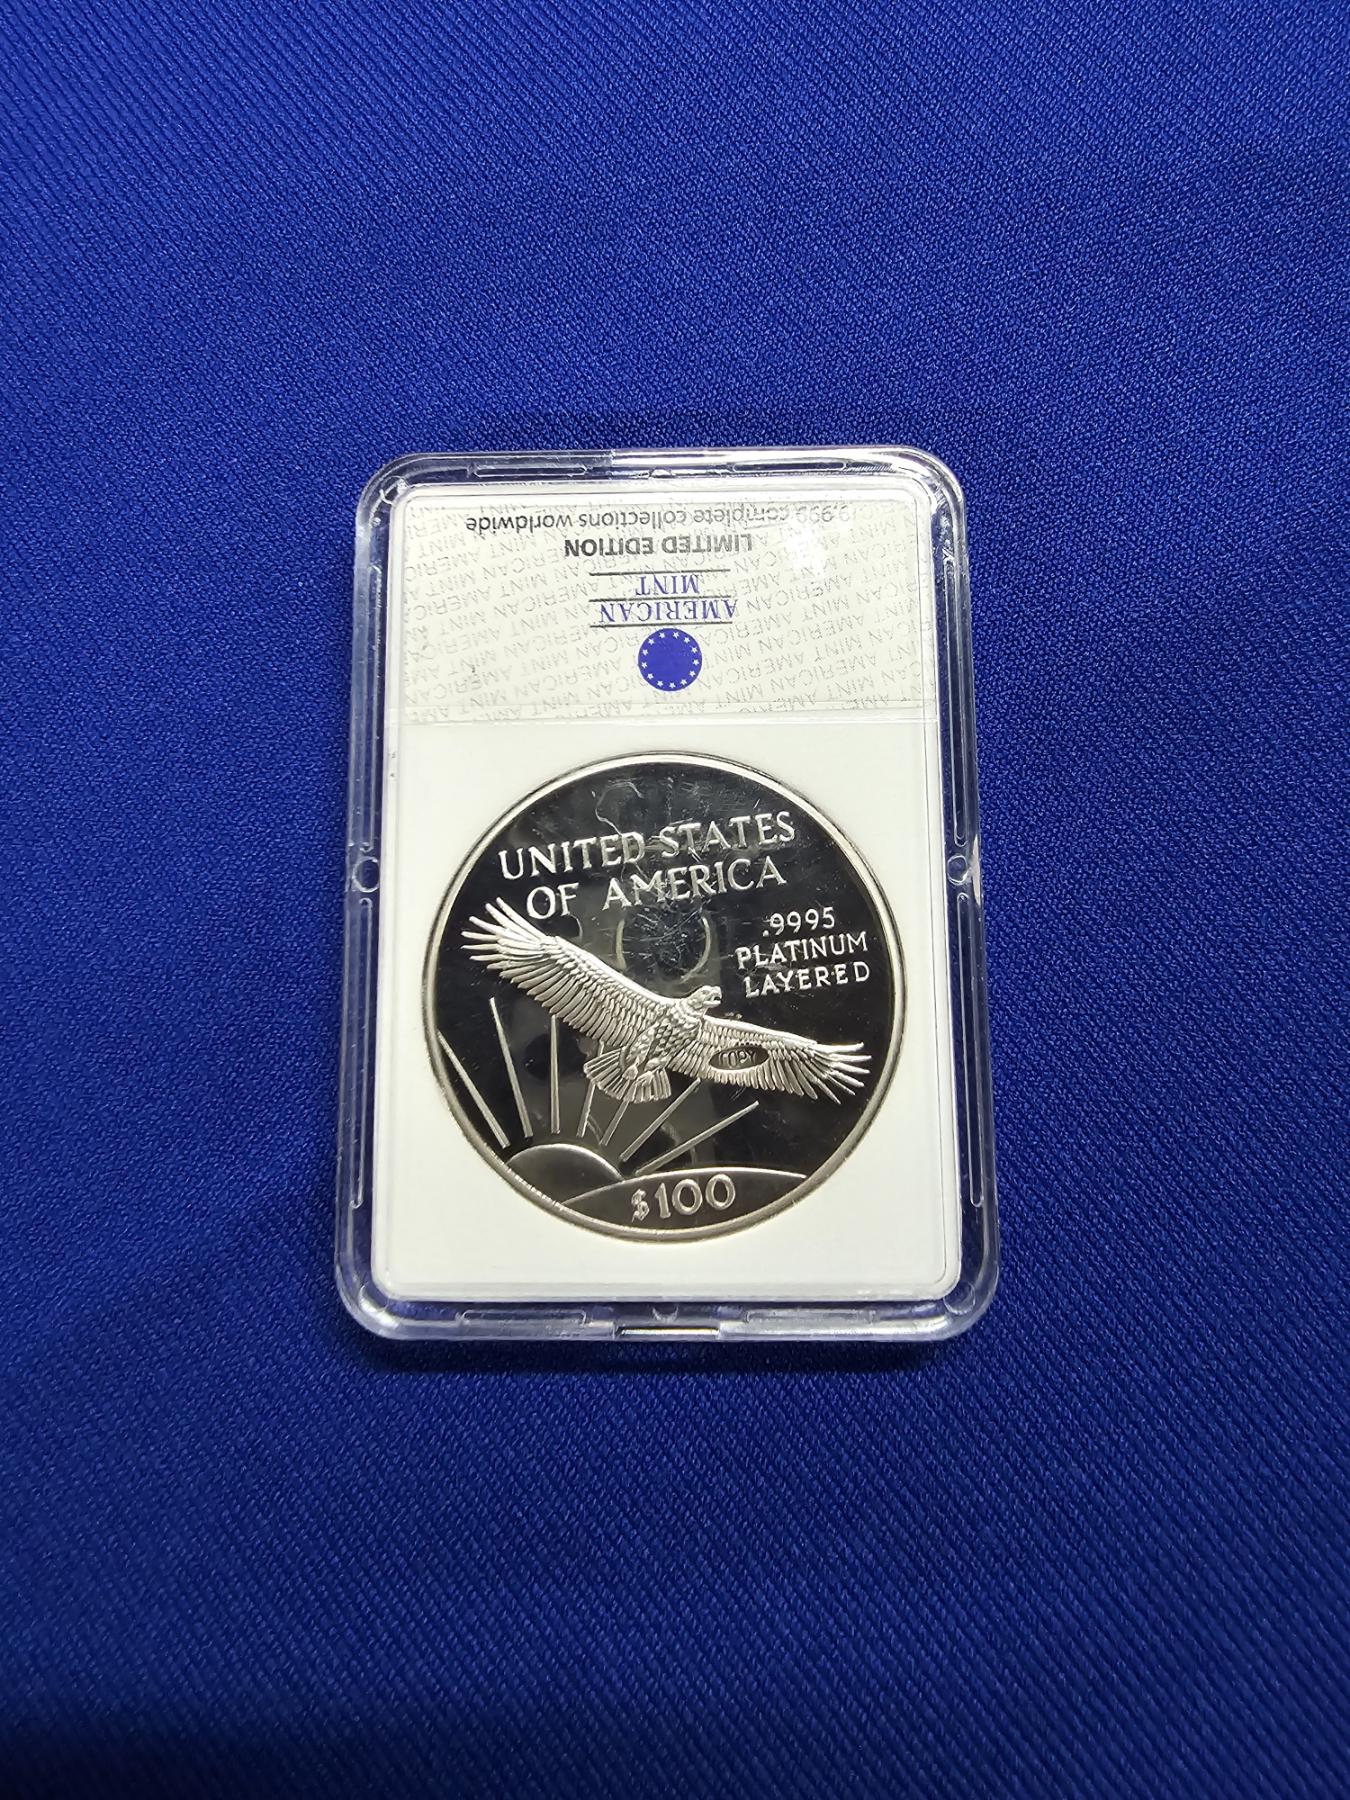 9,999 complete collections worldwide
LIMITED EDITION
AMERICAN
MINT
UNITED STATES
OF AMERICA
.9995
PLATINUM
LAYERED
COPY
$100